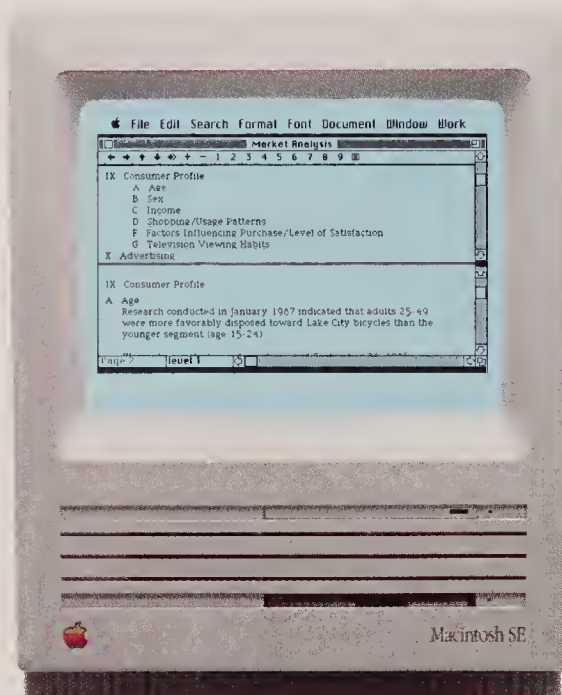 File Edit Search Format Font Document Window Work
Market Analysis
+ - 1 2 3 4 5 6 7 8 9
IX Consumer Profile
A Age
B Sex
C Income
D Shopping/Usage Patterns
F Factors Influencing Purchase/Level of Satisfaction
G Television Viewing Habits
X Advertising
IX Consumer Profile
A Age
Research conducted in January 1987 indicated that adults 25-49
were more favorably disposed toward Lake City bicycles than the
younger segment (age 15-24)
Page 2 level 1
Macintosh SE